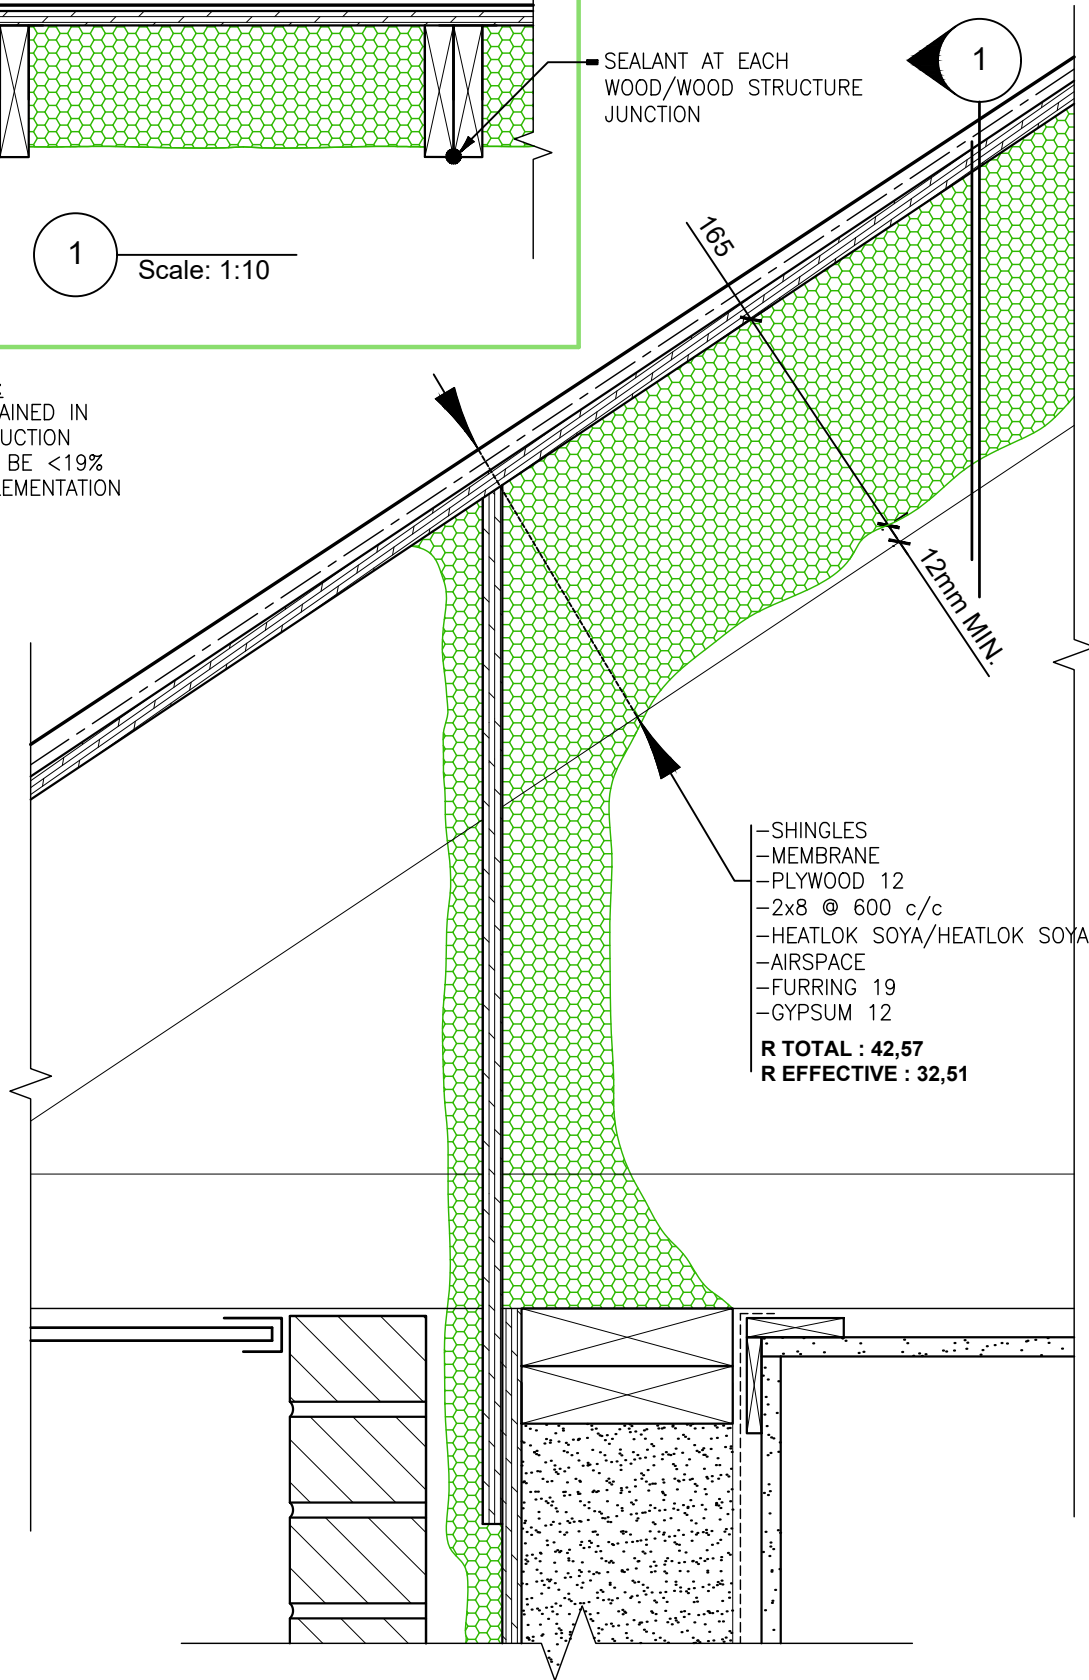 SEALANT AT EACH
WOOD/WOOD STRUCTURE
JUNCTION
1
1
Scale: 1:10
165
AINED IN
UCTION
BE <19%
LEMENTATION
12mm MIN.
-SHINGLES
-MEMBRANE
-PLYWOOD 12
-2x8 @ 600 c/c
-HEATLOK SOYA/HEATLOK SOYA
-AIRSPACE
-FURRING 19
-GYPSUM 12
R TOTAL : 42,57
R EFFECTIVE : 32,51